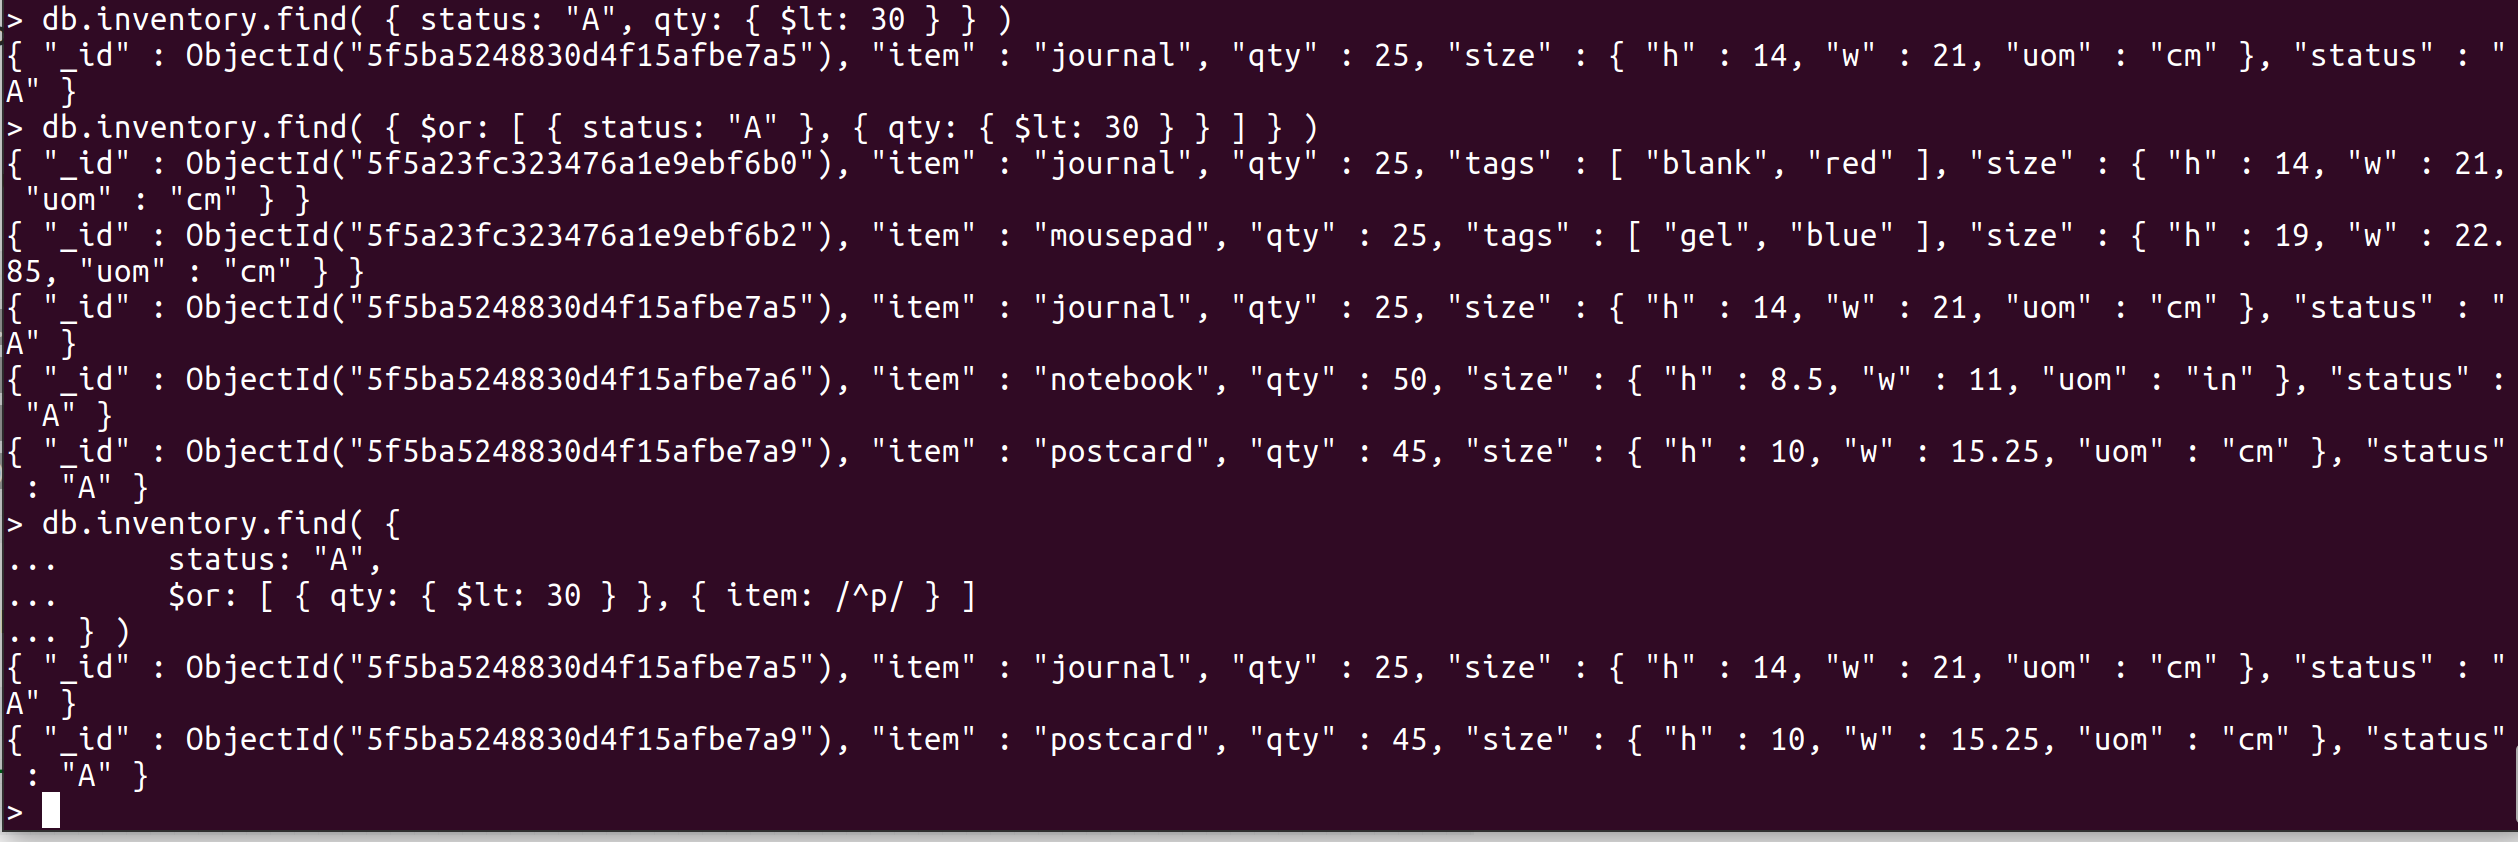 > db.inventory.find( { status: "A", qty: { $lt: 30 } } )
{ "_id" : ObjectId("5f5ba5248830d4f15afbe7a5"), "item" : "journal", "qty" : 25, "size" : { "h" : 14, "w" : 21, "uom" : "cm" }, "status" : "
A" }
> db.inventory.find( { $or: [ { status: "A" }, { qty: { $lt: 30 } } ] } )
{ "_id" : ObjectId("5f5a23fc323476a1e9ebf6b0"), "item" : "journal", "qty" : 25, "tags" : [ "blank", "red" ], "size" : { "h" : 14, "w" : 21,
 "uom" : "cm" } }
{ "_id" : ObjectId("5f5a23fc323476a1e9ebf6b2"), "item" : "mousepad", "qty" : 25, "tags" : [ "gel", "blue" ], "size" : { "h" : 19, "w" : 22.
85, "uom" : "cm" } }
{ "_id" : ObjectId("5f5ba5248830d4f15afbe7a5"), "item" : "journal", "qty" : 25, "size" : { "h" : 14, "w" : 21, "uom" : "cm" }, "status" : "
A" }
{ "_id" : ObjectId("5f5ba5248830d4f15afbe7a6"), "item" : "notebook", "qty" : 50, "size" : { "h" : 8.5, "w" : 11, "uom" : "in" }, "status" :
 "A" }
{ "_id" : ObjectId("5f5ba5248830d4f15afbe7a9"), "item" : "postcard", "qty" : 45, "size" : { "h" : 10, "w" : 15.25, "uom" : "cm" }, "status"
 : "A" }
> db.inventory.find( {
...      status: "A",
...      $or: [ { qty: { $lt: 30 } }, { item: /^p/ } ]
... } )
{ "_id" : ObjectId("5f5ba5248830d4f15afbe7a5"), "item" : "journal", "qty" : 25, "size" : { "h" : 14, "w" : 21, "uom" : "cm" }, "status" : "
A" }
{ "_id" : ObjectId("5f5ba5248830d4f15afbe7a9"), "item" : "postcard", "qty" : 45, "size" : { "h" : 10, "w" : 15.25, "uom" : "cm" }, "status"
 : "A" }
>